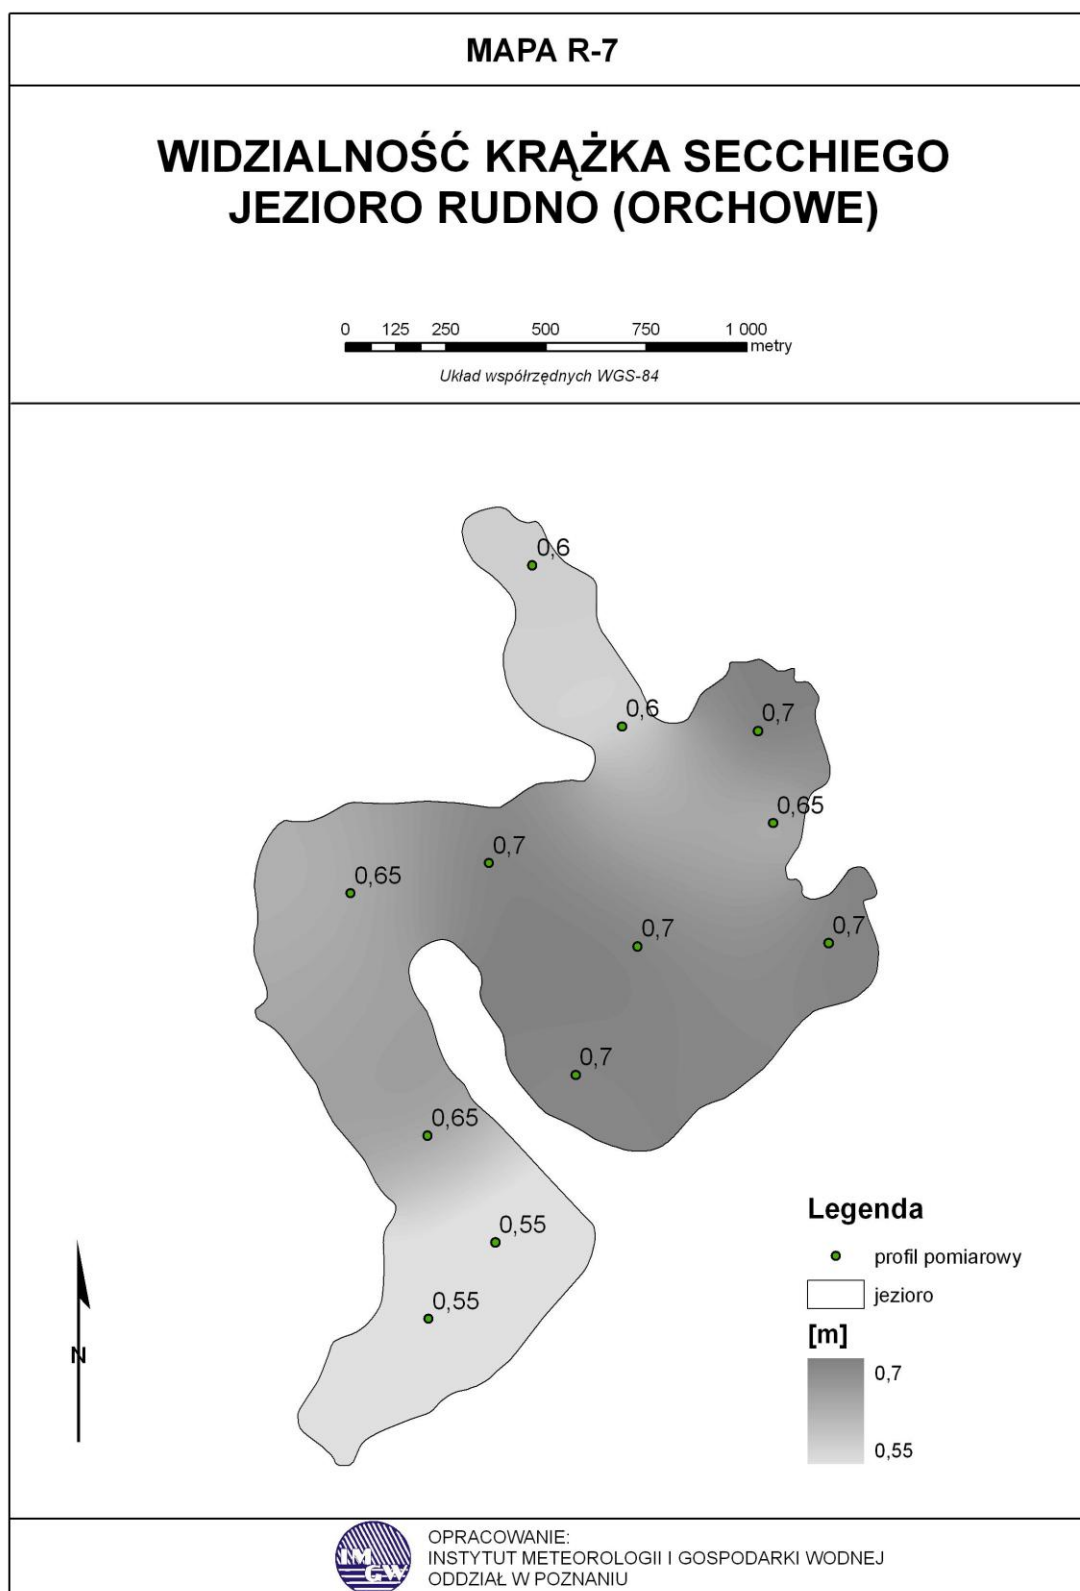 MAPA R-7
WIDZIALNOŚĆ KRĄŻKA SECCHIEGO
JEZIORO RUDNO (ORCHOWE)
0 125 250 500 750 1 000
metry
Układ współrzędnych WGS-84
0,6
0,6
0,7
0,65
0,7
0,65
0,7
0,7
0,7
0,65
0,55
0,55
Legenda
profil pomiarowy
jezioro
[m]
0,7
0,55
N
IM
GW
OPRACOWANIE:
INSTYTUT METEOROLOGII I GOSPODARKI WODNEJ
ODDZIAŁ W POZNANIU